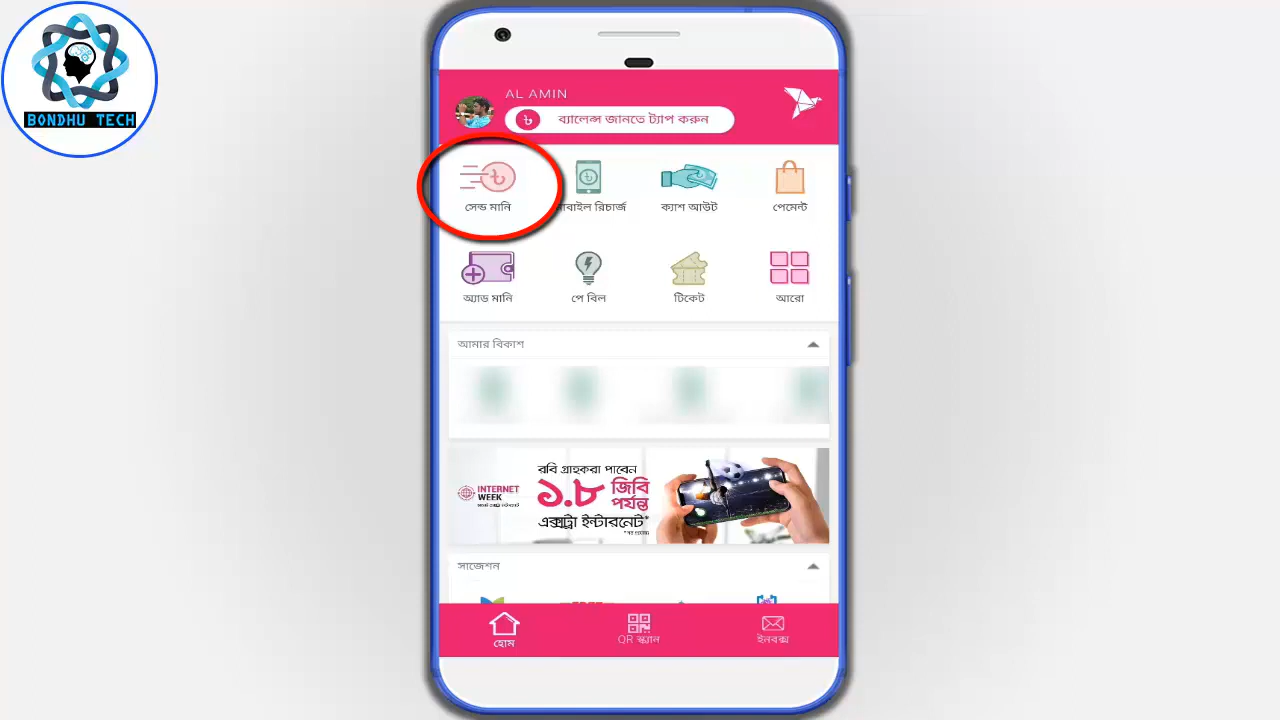 BONDHU TECH
AL AMIN
ব্যালেন্স জানতে ট্যাপ করুন
সেন্ড মানি
বাইল রিচার্জ
ক্যাশ আউট
পেমেন্ট
অ্যাড মানি
পে বিল
টিকেট
আরো
আমার বিকাশ
INTERNET
WEEK
রবি গ্রাহকরা পাবেন
১.৮ জিবি
পর্যন্ত
এক্সট্রা ইন্টারনেট*
সাজেশন
হোম
QR স্ক্যান
ইনবক্স